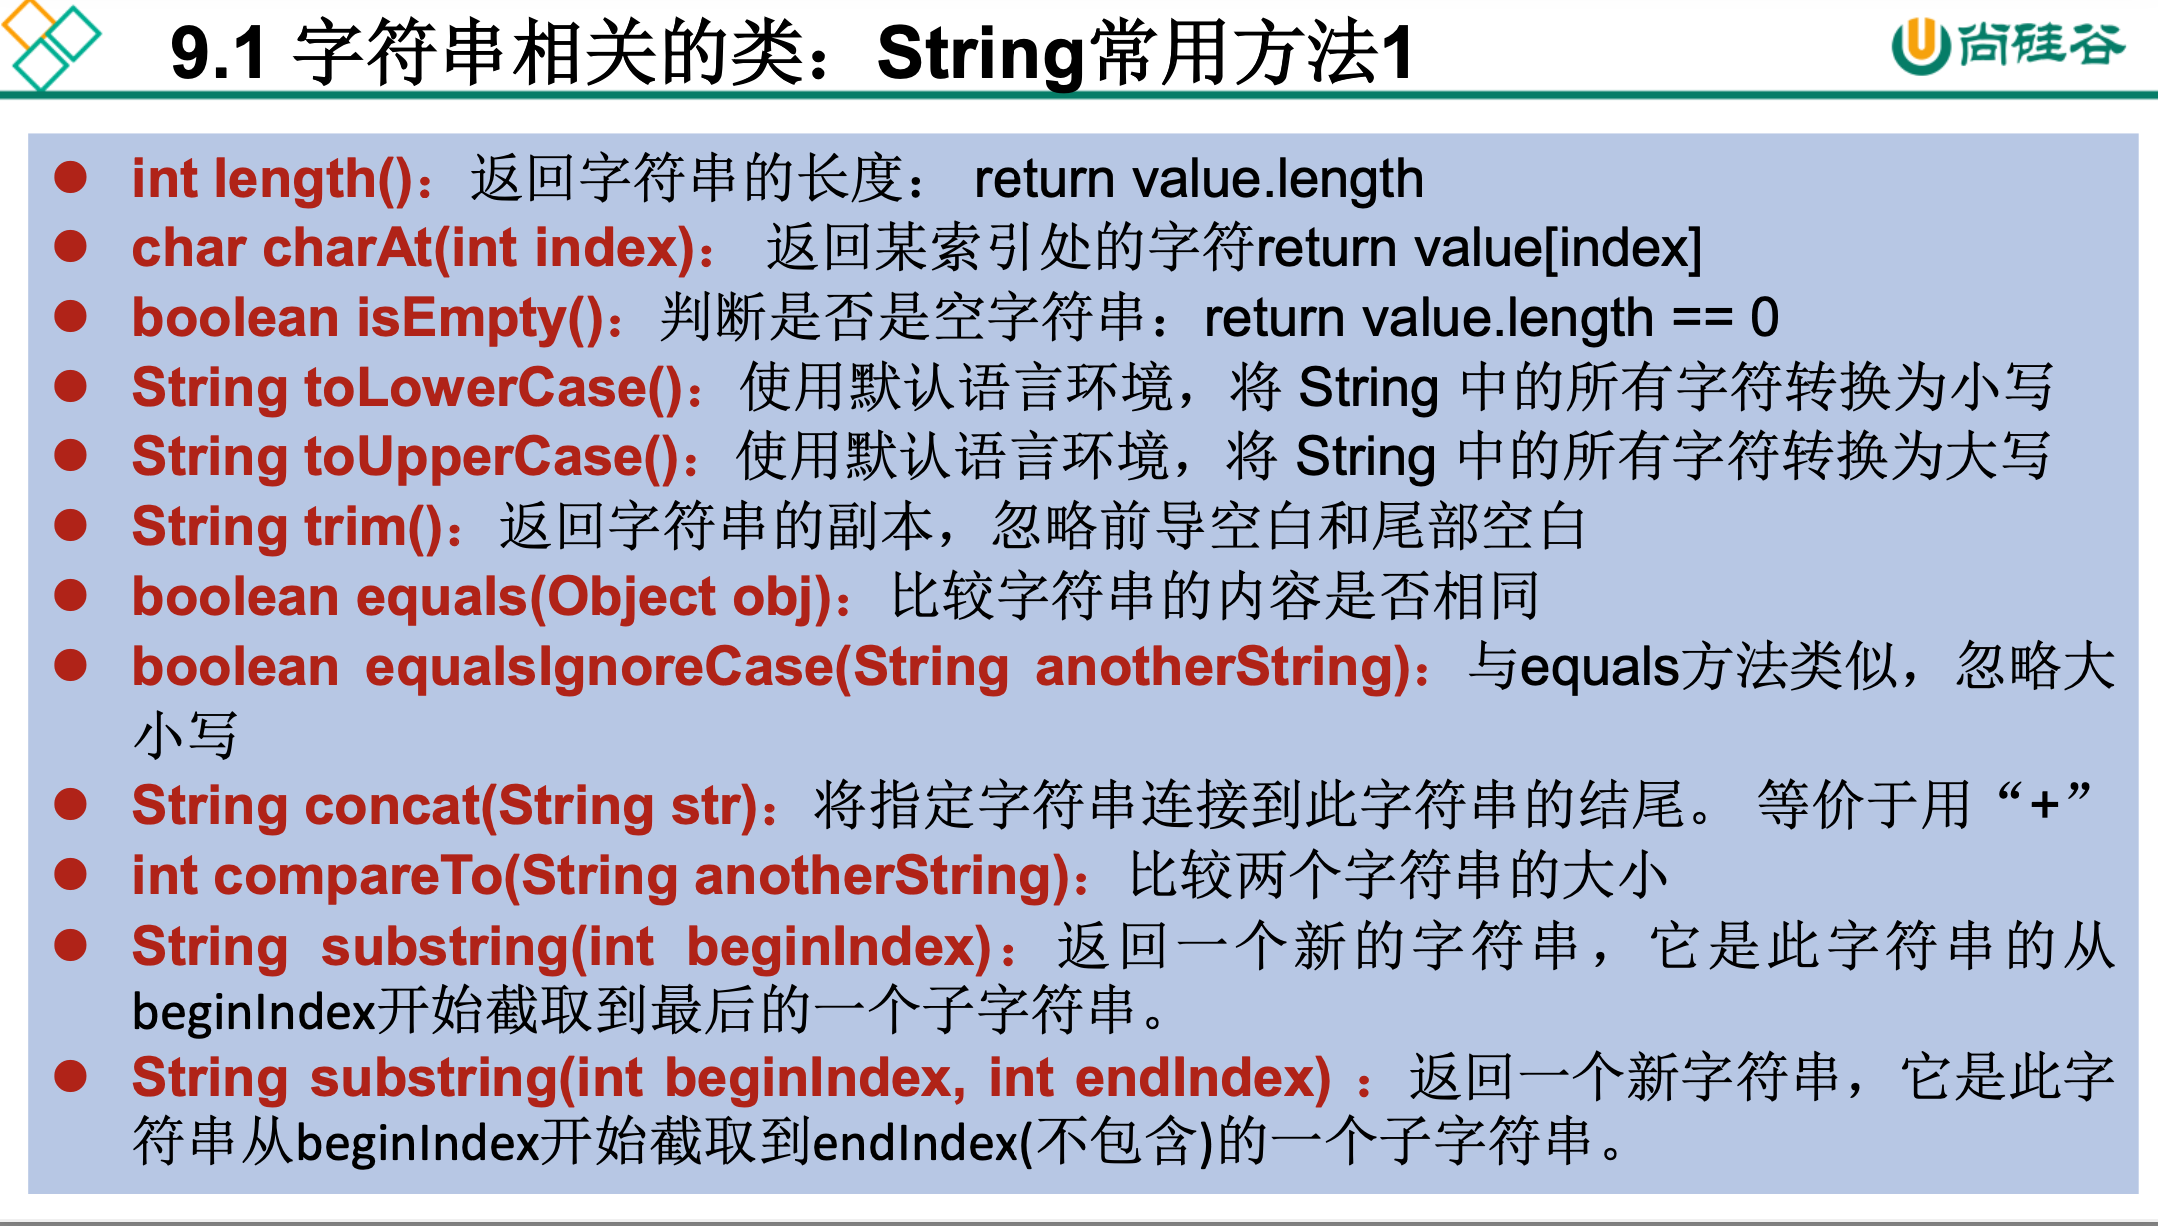 9.1 字符串相关的类：String常用方法1
尚硅谷
● int length()：返回字符串的长度： return value.length
● char charAt(int index)： 返回某索引处的字符return value[index]
● boolean isEmpty()：判断是否是空字符串：return value.length == 0
● String toLowerCase()：使用默认语言环境，将 String 中的所有字符转换为小写
● String toUpperCase()：使用默认语言环境，将 String 中的所有字符转换为大写
● String trim()：返回字符串的副本，忽略前导空白和尾部空白
● boolean equals(Object obj)：比较字符串的内容是否相同
● boolean equalsIgnoreCase(String anotherString)：与equals方法类似，忽略大
小写
● String concat(String str)：将指定字符串连接到此字符串的结尾。 等价于用“+”
● int compareTo(String anotherString)：比较两个字符串的大小
● String substring(int beginIndex)：返回一个新的字符串，它是此字符串的从
beginIndex开始截取到最后的一个子字符串。
● String substring(int beginIndex, int endIndex) ：返回一个新字符串，它是此字
符串从beginIndex开始截取到endIndex(不包含)的一个子字符串。